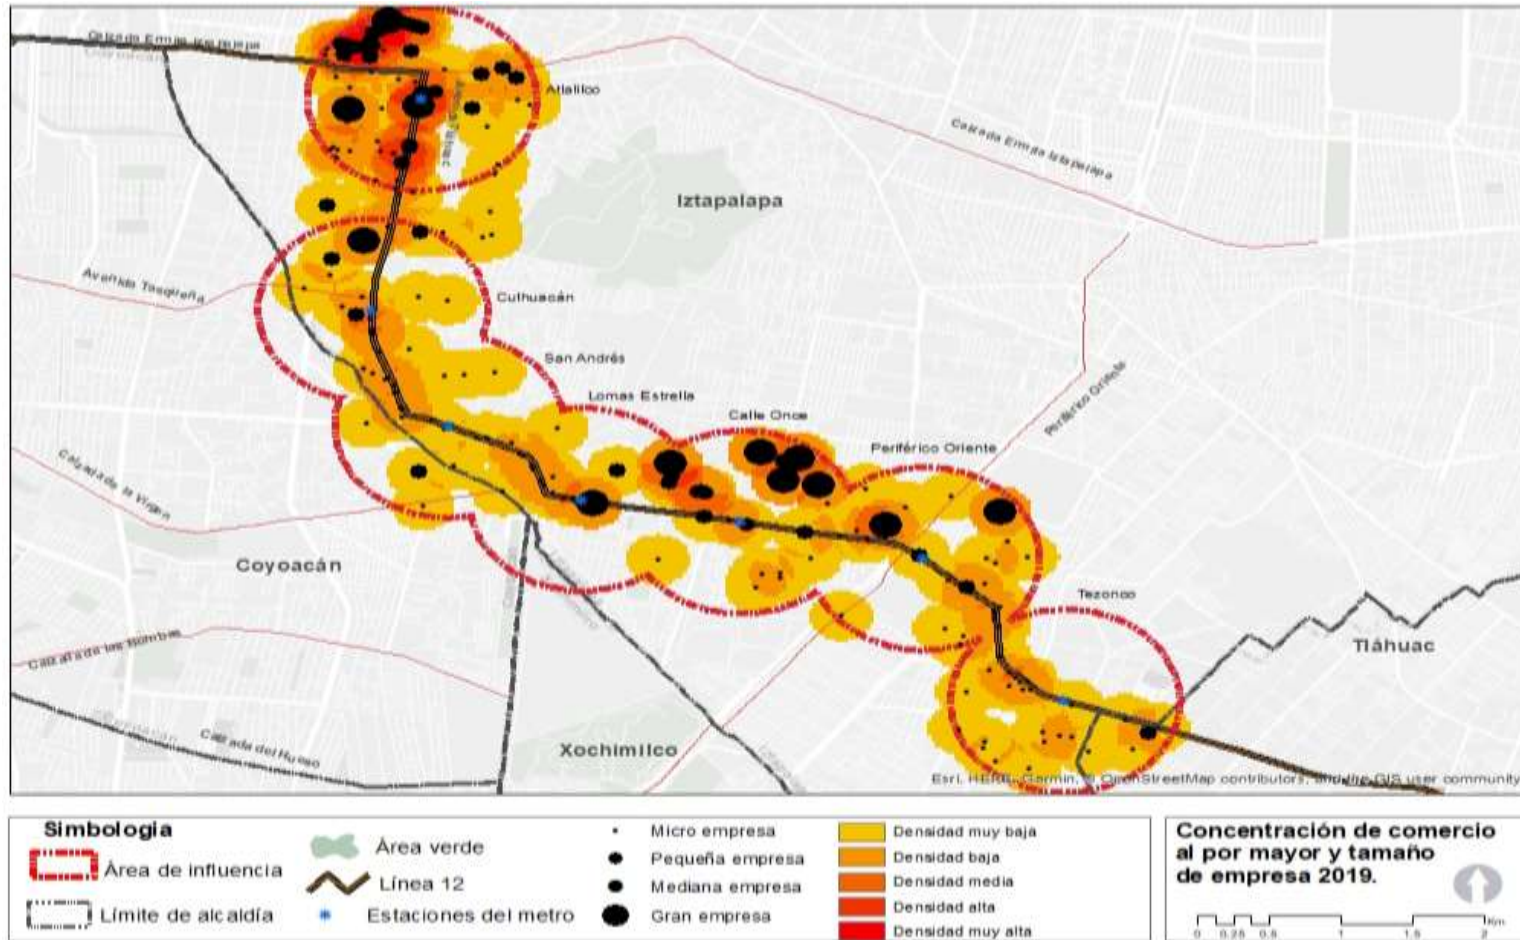 Calzada Ermita Iztapalapa
Atlalilco
Calzada Ermita Iztapalapa
Iztapalapa
Avenida Tasqueña
Culhuacán
San Andrés
Lomas Estrella
Calle Once
Periférico Oriente
Periférico Oriente
Calzada la Virgen
Coyoacán
Tezonco
Calzada de las Bombas
Tláhuac
Calzada del Hueso
Xochimilco
Esri, HERE, Garmin, © OpenStreetMap contributors, and the GIS user community
Simbologia
Área de influencia
Límite de alcaldía
Área verde
Línea 12
Estaciones del metro
Micro empresa
Pequeña empresa
Mediana empresa
Gran empresa
Densidad muy baja
Densidad baja
Densidad media
Densidad alta
Densidad muy alta
Concentración de comercio
al por mayor y tamaño
de empresa 2019.
Km
0 0.25 0.5 1 1.5 2